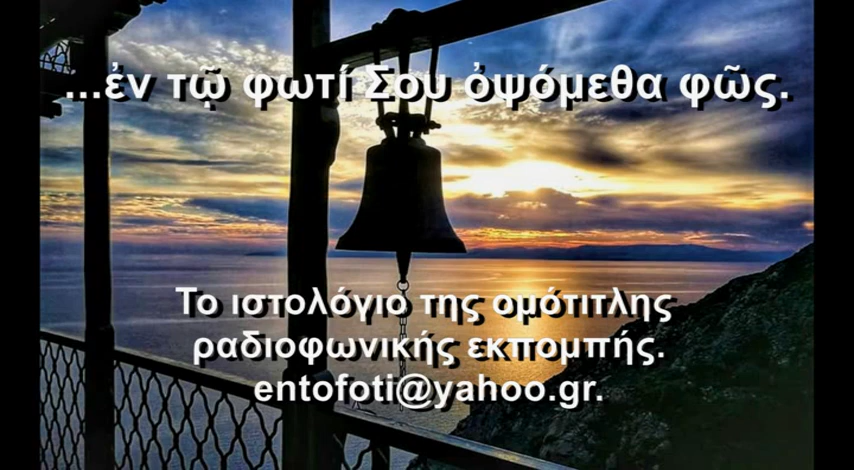 ...ἐν τῷ φωτί Σου ὀψόμεθα φῶς.
Το ιστολόγιο της ομότιτλης
ραδιοφωνικής εκπομπής.
entofoti@yahoo.gr.